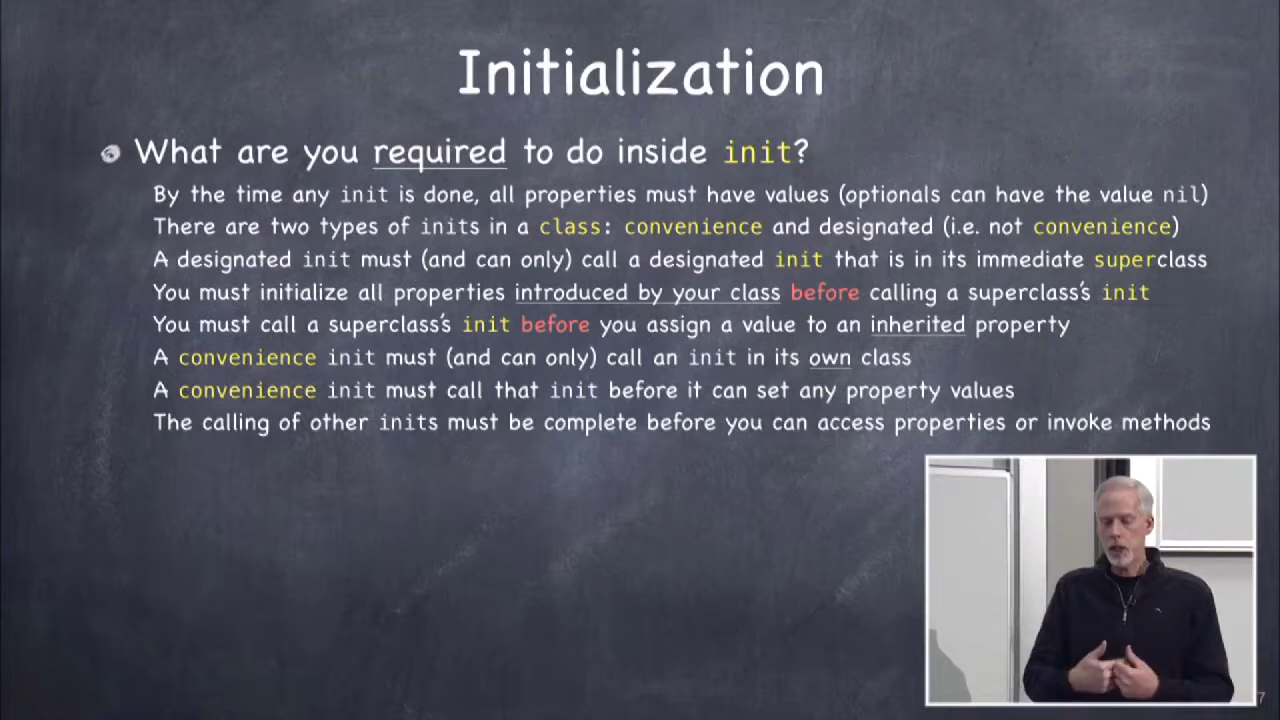 Initialization
What are you required to do inside init?
By the time any init is done, all properties must have values (optionals can have the value nil)
There are two types of inits in a class: convenience and designated (i.e. not convenience)
A designated init must (and can only) call a designated init that is in its immediate superclass
You must initialize all properties introduced by your class before calling a superclass's init
You must call a superclass's init before you assign a value to an inherited property
A convenience init must (and can only) call an init in its own class
A convenience init must call that init before it can set any property values
The calling of other inits must be complete before you can access properties or invoke methods
7